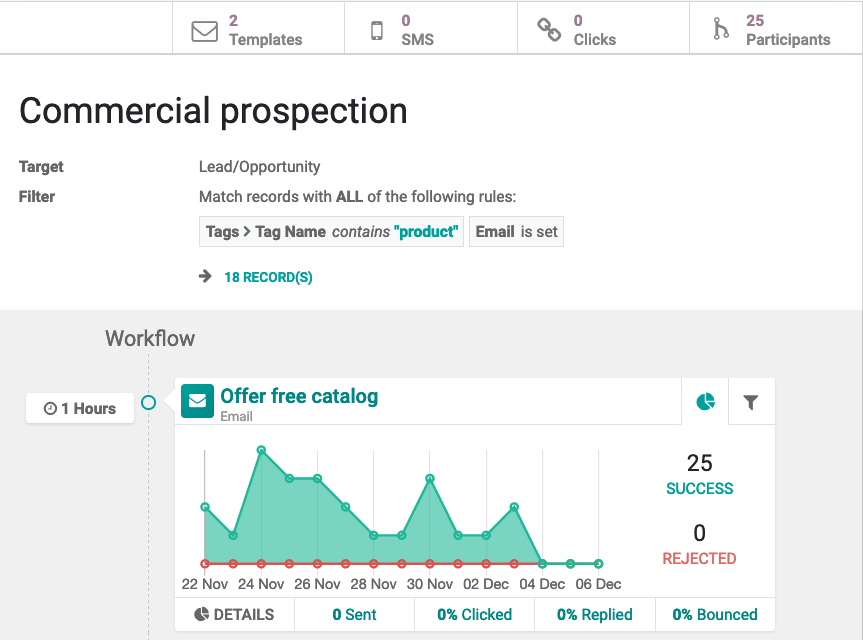 2
Templates
0
SMS
0
Clicks
25
Participants
Commercial prospection
Target Lead/Opportunity
Filter Match records with ALL of the following rules:
Tags > Tag Name contains "product" Email is set
18 RECORD(S)
Workflow
1 Hours
Offer free catalog
Email
25
SUCCESS
0
REJECTED
22 Nov 24 Nov 26 Nov 28 Nov 30 Nov 02 Dec 04 Dec 06 Dec
DETAILS 0 Sent 0% Clicked 0% Replied 0% Bounced